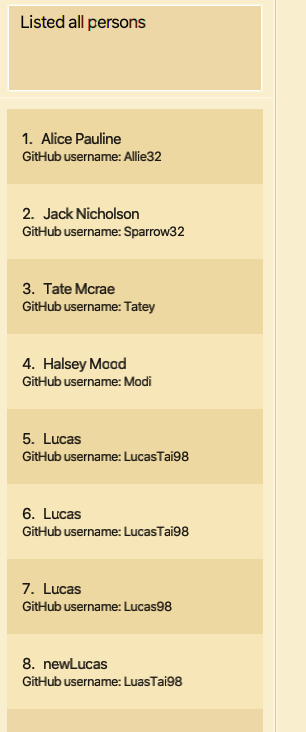 Listed all persons
1. Alice Pauline
GitHub username: Allie32
2. Jack Nicholson
GitHub username: Sparrow32
3. Tate Mcrae
GitHub username: Tatey
4. Halsey Mood
GitHub username: Modi
5. Lucas
GitHub username: LucasTai98
6. Lucas
GitHub username: LucasTai98
7. Lucas
GitHub username: Lucas98
8. newLucas
GitHub username: LuasTai98